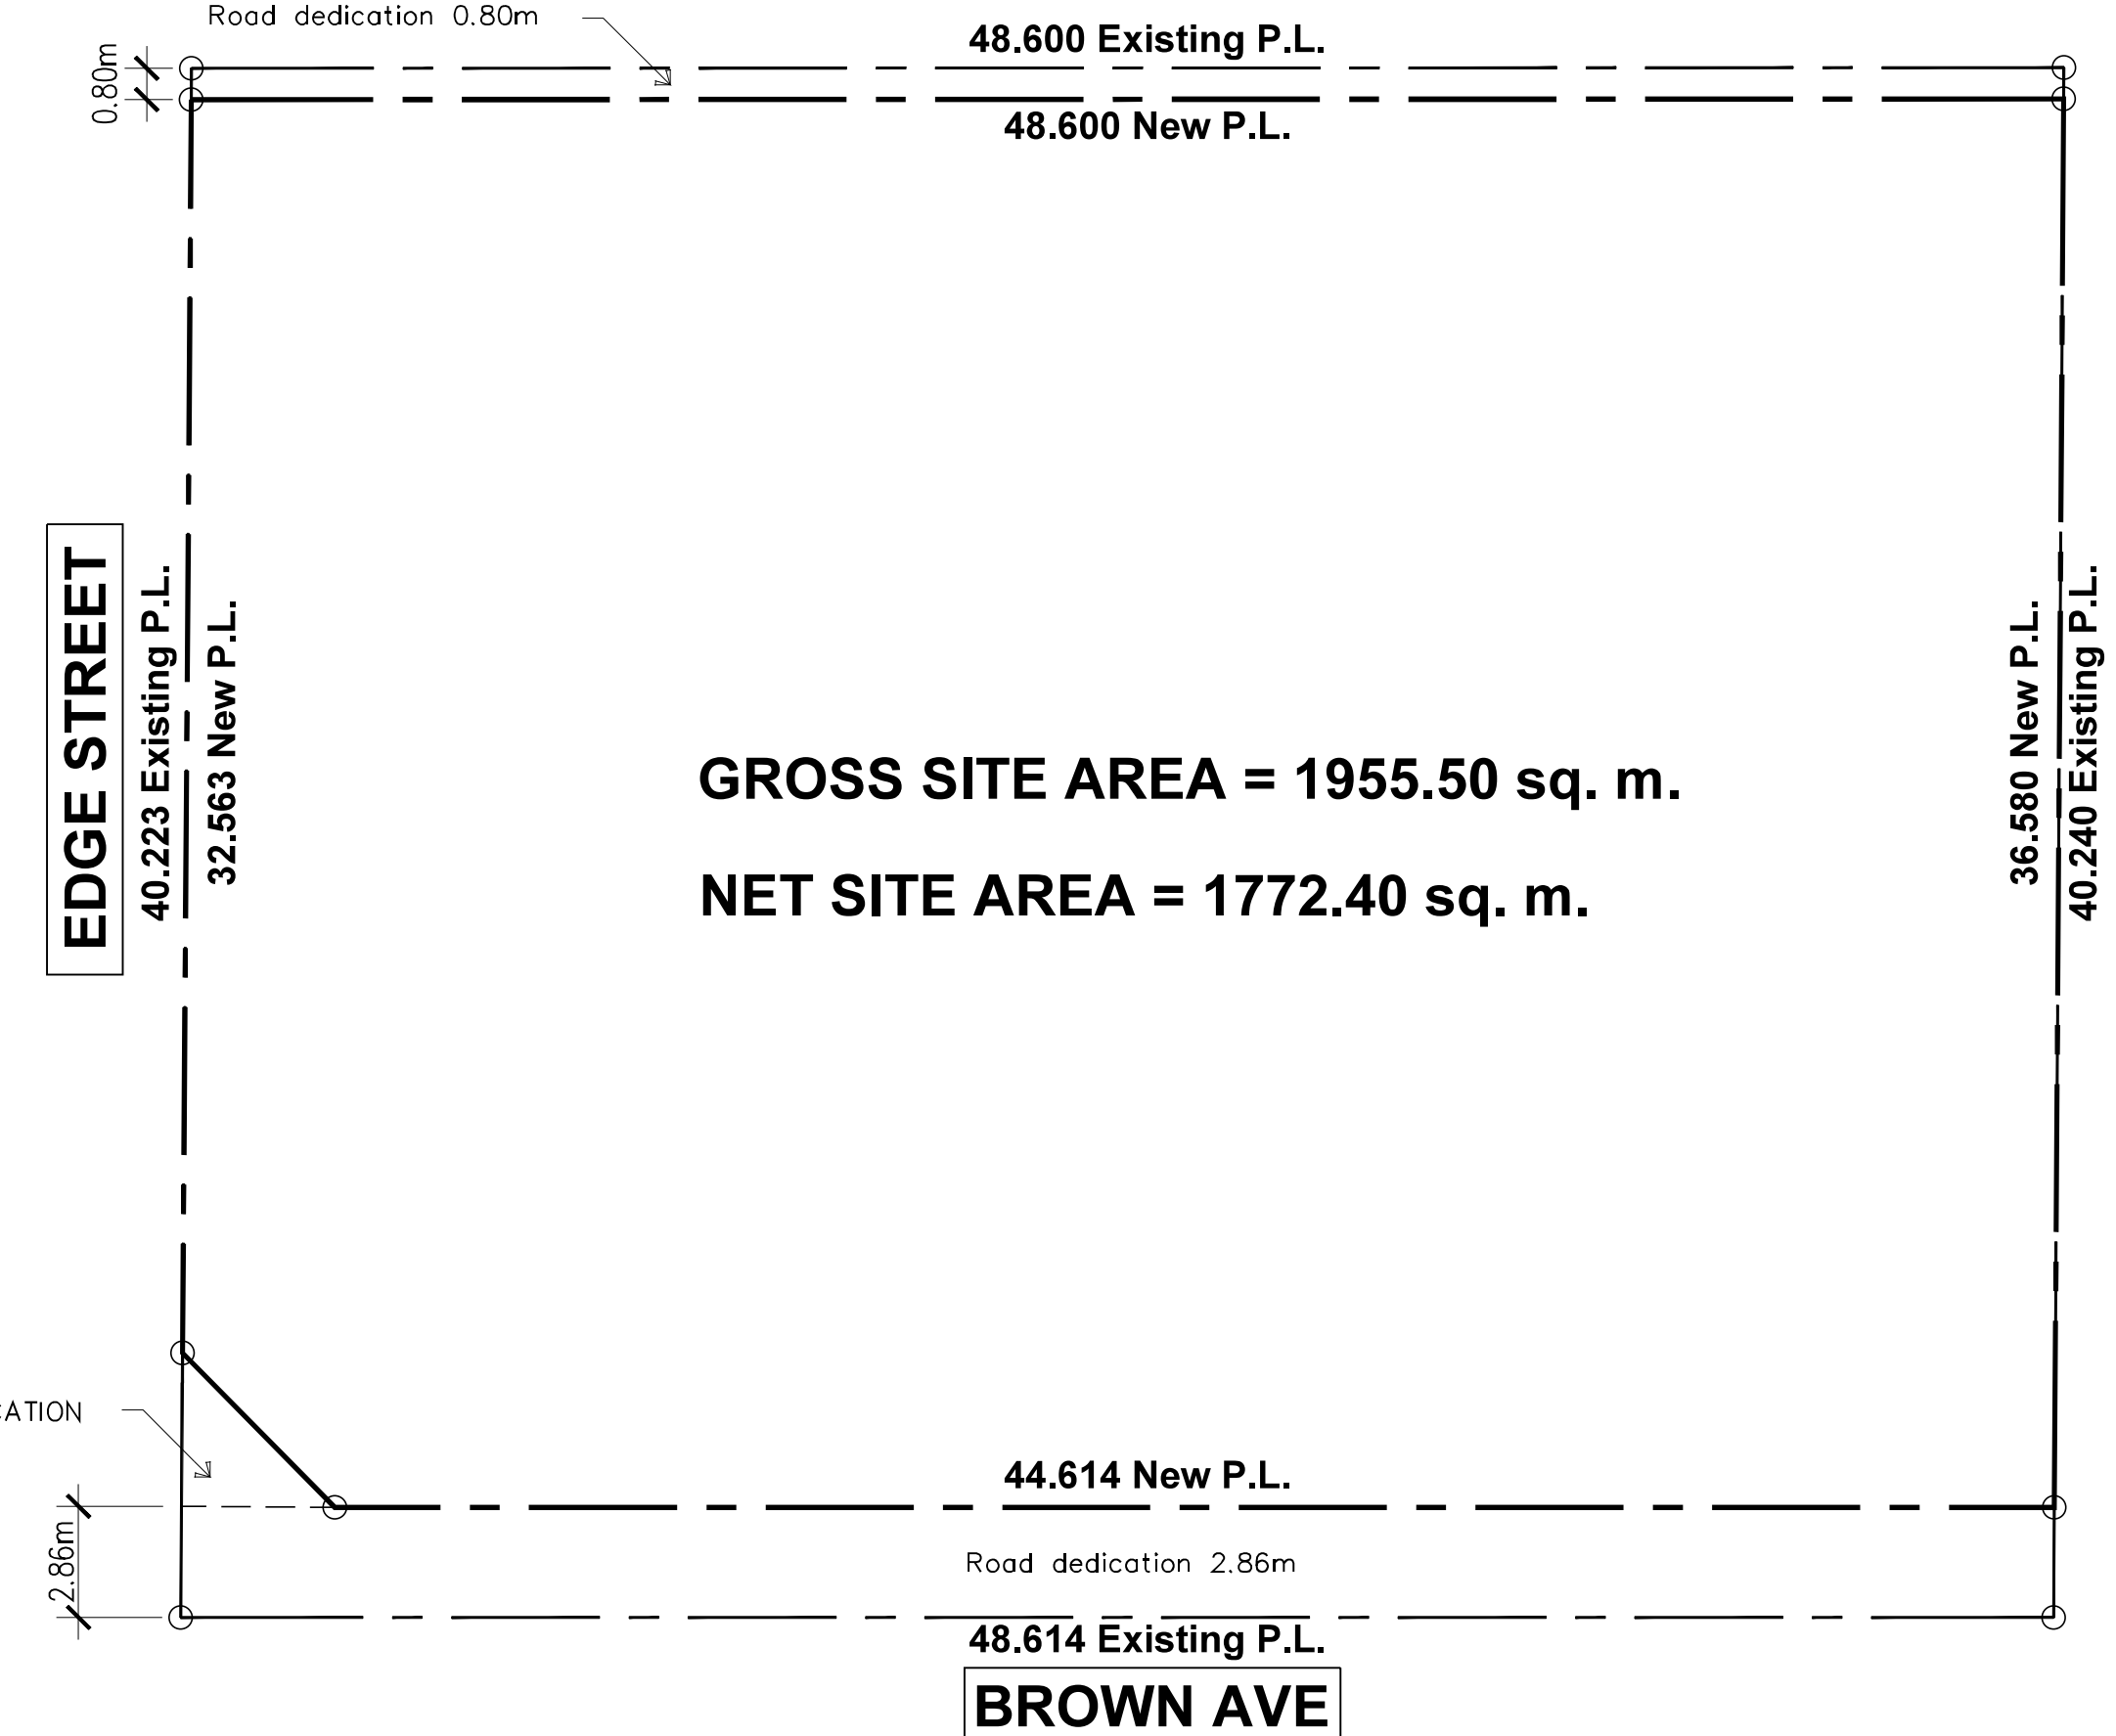 Road dedication 0.80m
48.600 Existing P.L.
0.80m
48.600 New P.L.
EDGE STREET
40.223 Existing P.L.
32.563 New P.L.
GROSS SITE AREA = 1955.50 sq. m.
NET SITE AREA = 1772.40 sq. m.
36.580 New P.L.
40.240 Existing P.L.
CATION
44.614 New P.L.
2.86m
Road dedication 2.86m
48.614 Existing P.L.
BROWN AVE